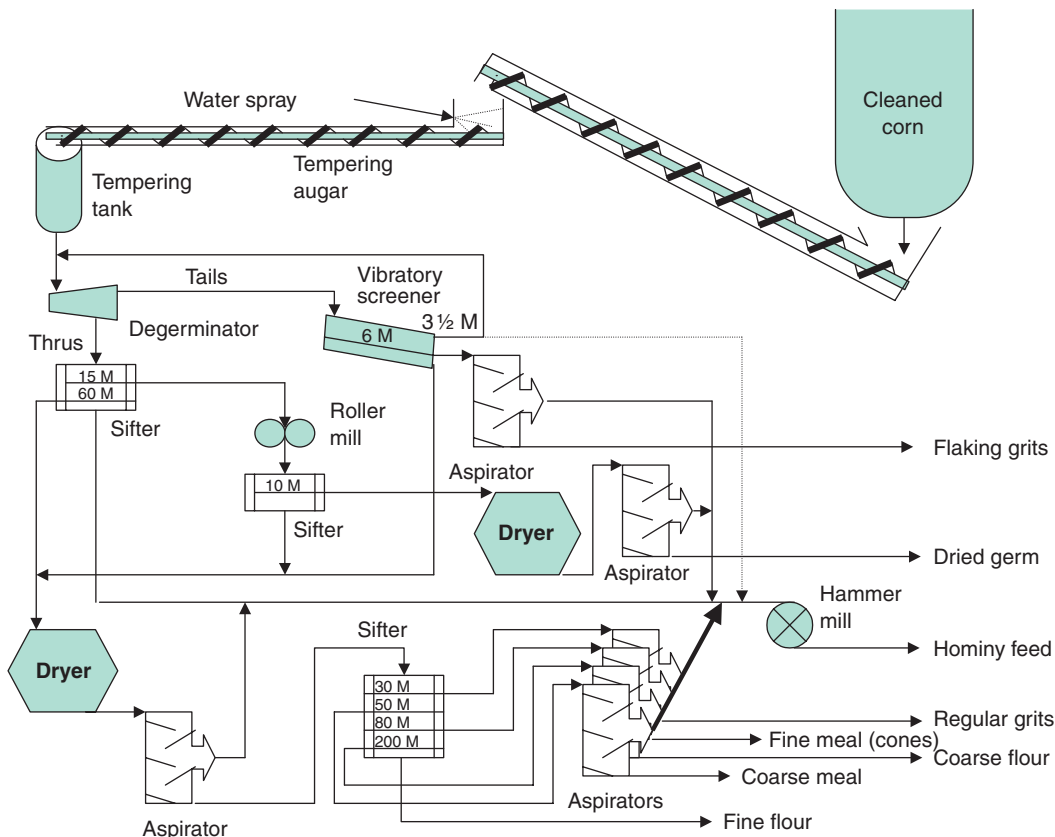 Cleaned
corn
Water spray
Tempering
augar
Tempering
tank
Tails
Vibratory
screener
3 ½ M
6 M
Degerminator
Thrus
15 M
60 M
Sifter
Roller
mill
10 M
Sifter
Aspirator
Dryer
Flaking grits
Aspirator
Dried germ
Hammer
mill
Hominy feed
Dryer
Sifter
30 M
50 M
80 M
200 M
Regular grits
Fine meal (cones)
Coarse flour
Coarse meal
Aspirators
Fine flour
Aspirator